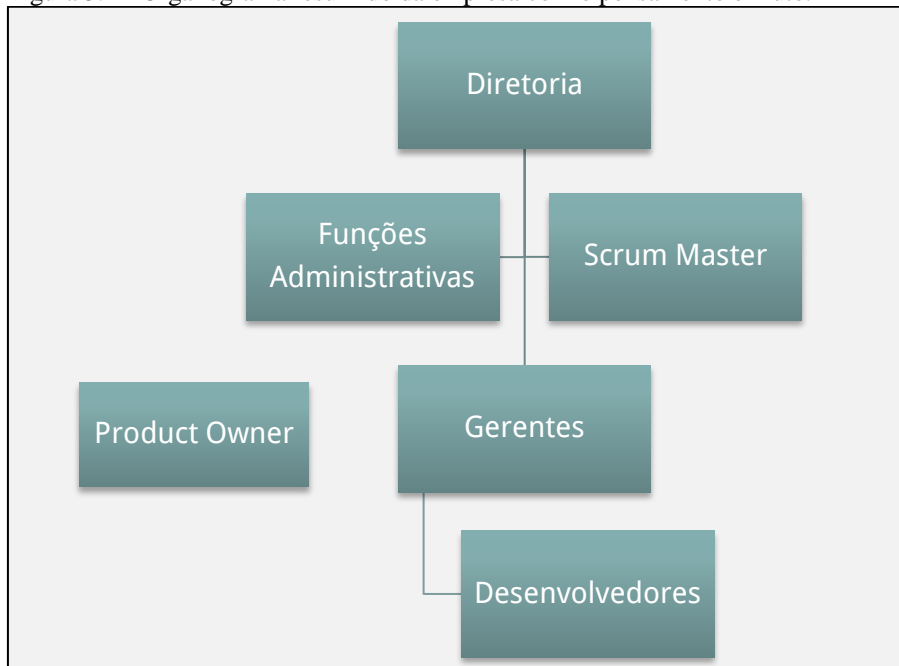 Diretoria
Funções
Administrativas
Scrum Master
Product Owner
Gerentes
Desenvolvedores